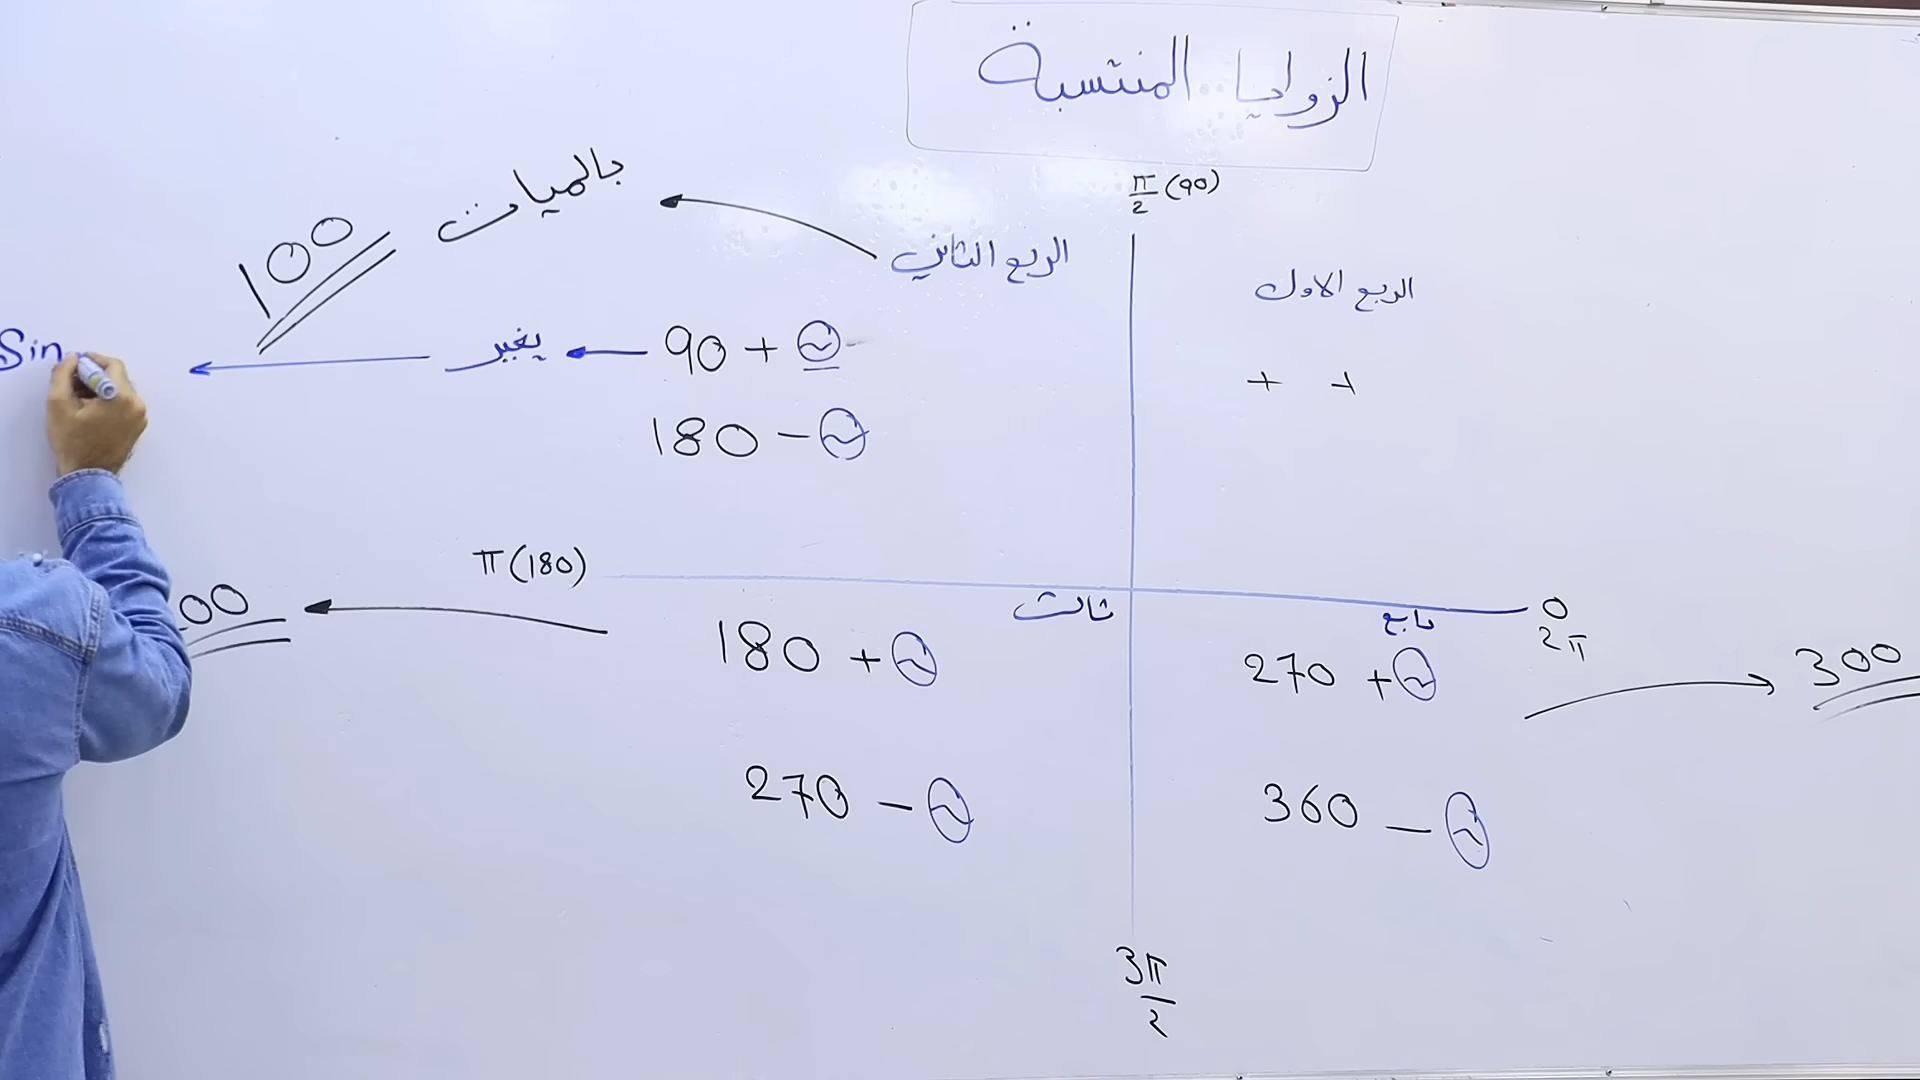 الزوايا المنتسبة
π/2 (90)
الربع الاول
+ +
الربع الثاني
بالميات
100
90 +
يغير
Sin
180 -
π (180)
0
2π
ثالث
180 +
270 -
00
رابع
270 +
360 -
300
3π/2